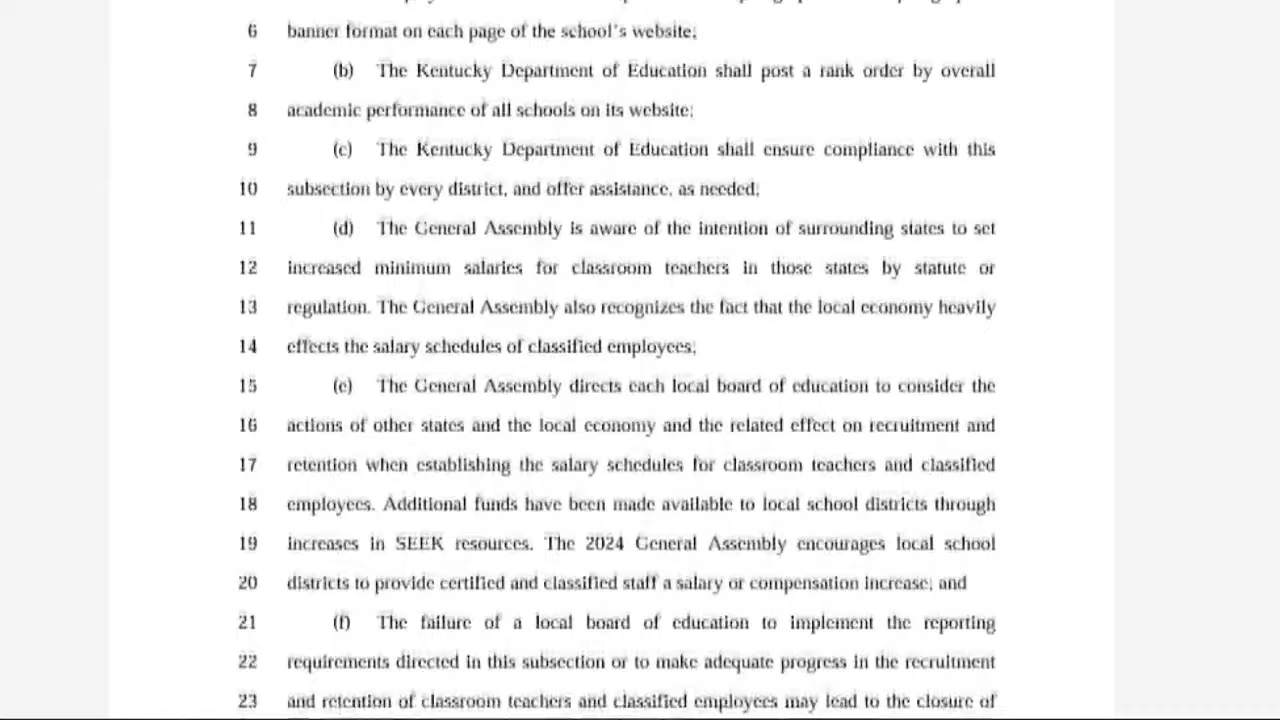 6 banner format on each page of the school's website;
7 (b) The Kentucky Department of Education shall post a rank order by overall
8 academic performance of all schools on its website;
9 (c) The Kentucky Department of Education shall ensure compliance with this
10 subsection by every district, and offer assistance, as needed;
11 (d) The General Assembly is aware of the intention of surrounding states to set
12 increased minimum salaries for classroom teachers in those states by statute or
13 regulation. The General Assembly also recognizes the fact that the local economy heavily
14 effects the salary schedules of classified employees;
15 (e) The General Assembly directs each local board of education to consider the
16 actions of other states and the local economy and the related effect on recruitment and
17 retention when establishing the salary schedules for classroom teachers and classified
18 employees. Additional funds have been made available to local school districts through
19 increases in SEEK resources. The 2024 General Assembly encourages local school
20 districts to provide certified and classified staff a salary or compensation increase; and
21 (f) The failure of a local board of education to implement the reporting
22 requirements directed in this subsection or to make adequate progress in the recruitment
23 and retention of classroom teachers and classified employees may lead to the closure of